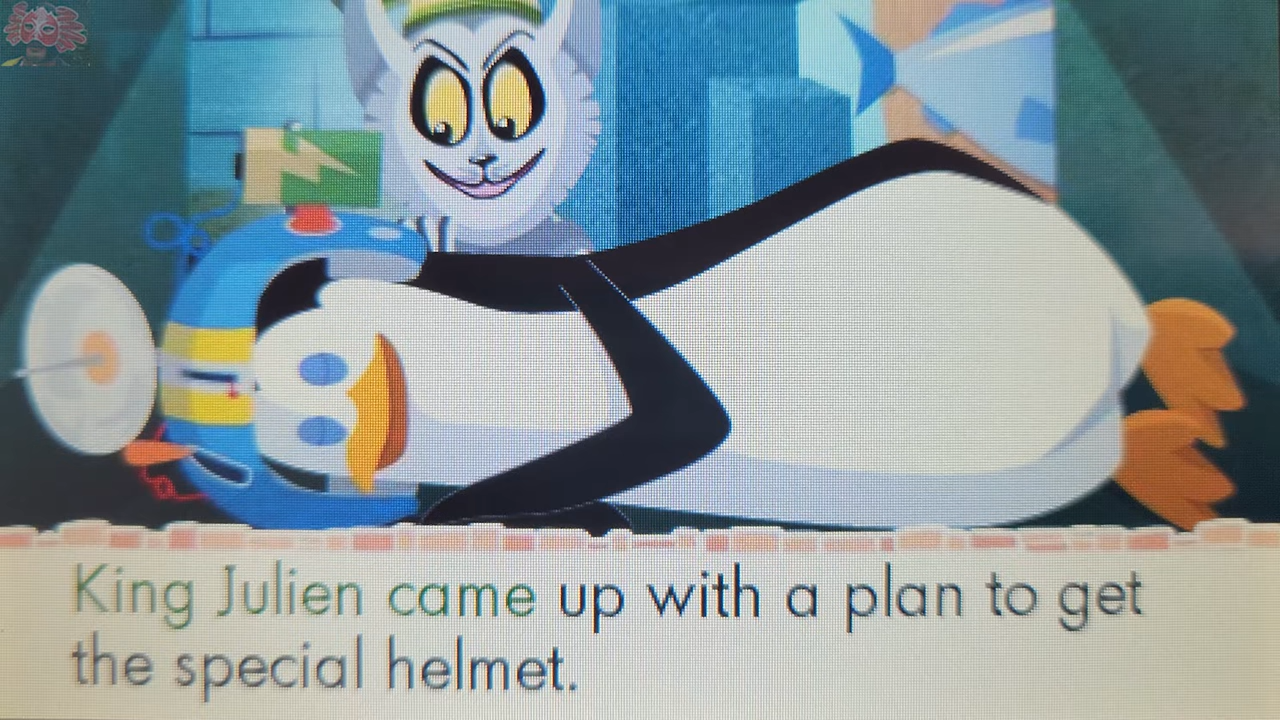 King Julien came up with a plan to get
the special helmet.